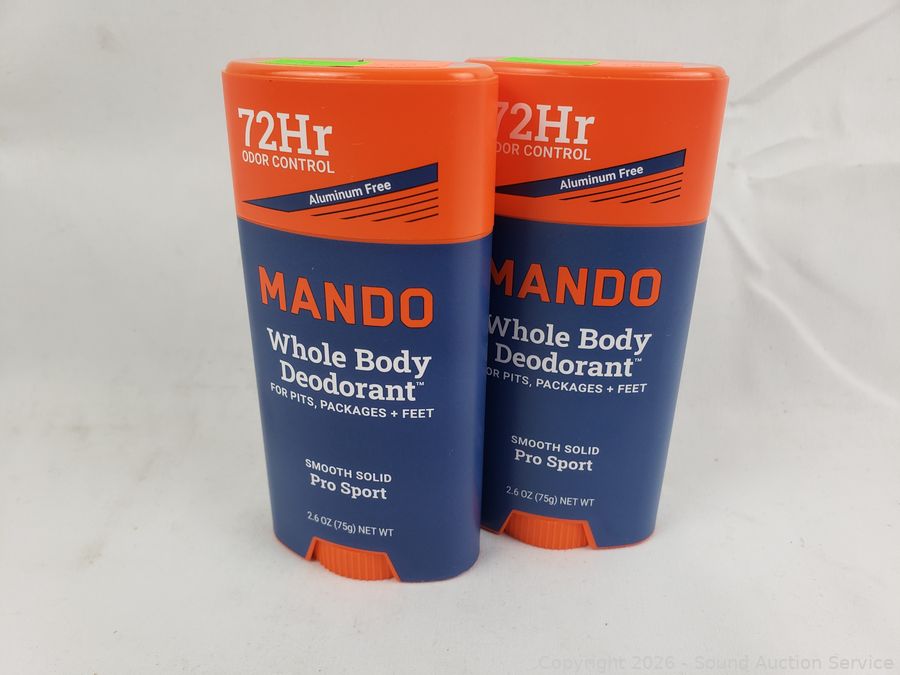 72Hr
ODOR CONTROL
Aluminum Free
MANDO
Whole Body
Deodorant™
FOR PITS, PACKAGES + FEET
SMOOTH SOLID
Pro Sport
2.6 OZ (75g) NET WT
72Hr
ODOR CONTROL
Aluminum Free
MANDO
Whole Body
Deodorant™
FOR PITS, PACKAGES + FEET
SMOOTH SOLID
Pro Sport
2.6 OZ (75g) NET WT
Copyright 2026 - Sound Auction Service